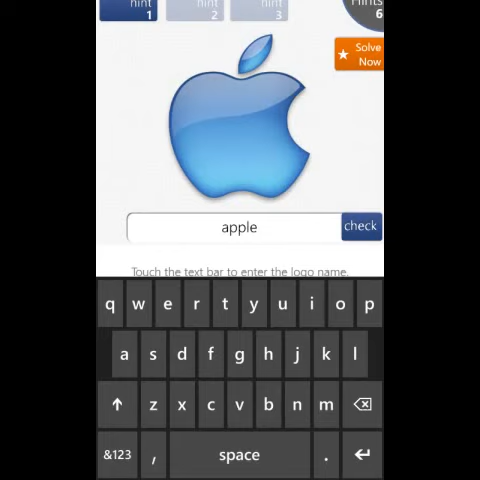 hint
1
hint
2
hint
3
Hints
6
Solve
Now
apple
check
Touch the text bar to enter the logo name.
q w e r t y u i o p
a s d f g h j k l
z x c v b n m
&123 , space .